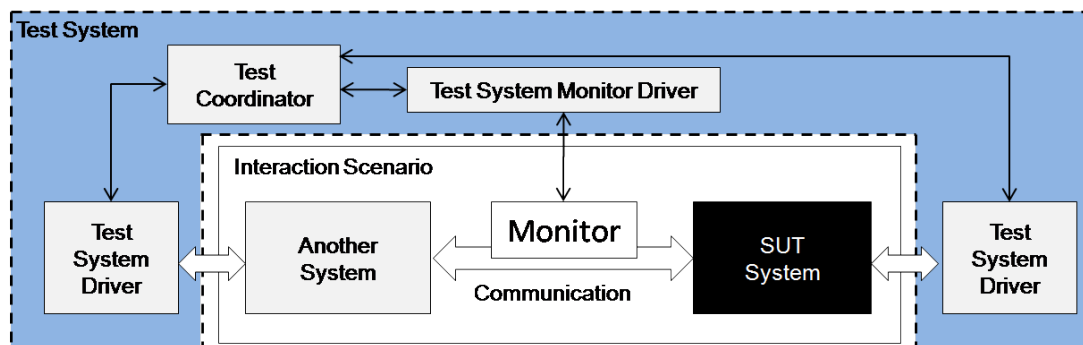 Test System
Test
Coordinator
Test System Monitor Driver
Interaction Scenario
Test
System
Driver
Another
System
Monitor
Communication
SUT
System
Test
System
Driver